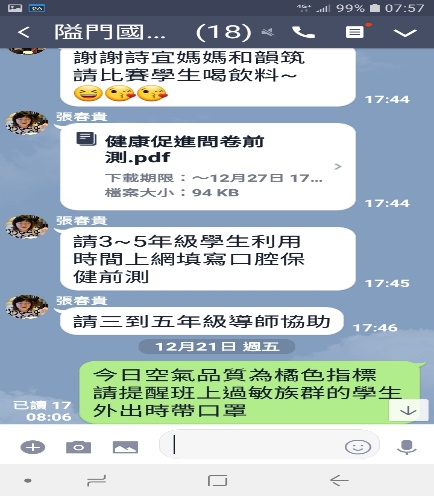 99% 07:57
隘門國... (18)
謝謝詩宜媽媽和韻筑
請比賽學生喝飲料~
17:44
張春貴
健康促進問卷前
測.pdf
下載期限：～12月27日 17...
檔案大小：94 KB
17:44
張春貴
請3~5年級學生利用
時間上網填寫口腔保
健前測
17:45
張春貴
請三到五年級導師協助
17:46
12月21日 週五
今日空氣品質為橘色指標
請提醒班上過敏族群的學生
外出時帶口罩
已讀 17
08:06